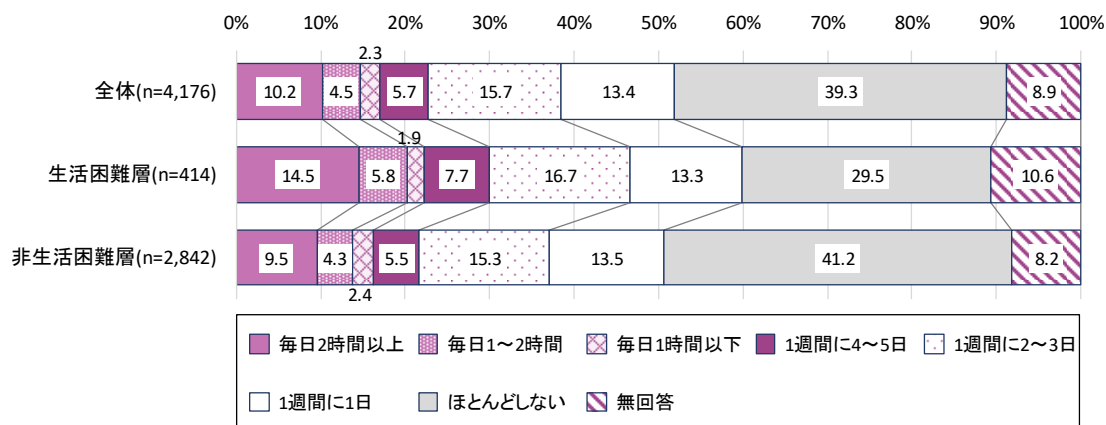 0% 10% 20% 30% 40% 50% 60% 70% 80% 90% 100%
2.3
全体(n=4,176) 10.2 4.5 5.7 15.7 13.4 39.3 8.9
1.9
生活困難層(n=414) 14.5 5.8 7.7 16.7 13.3 29.5 10.6
非生活困難層(n=2,842) 9.5 4.3 5.5 15.3 13.5 41.2 8.2
2.4
毎日2時間以上 毎日1～2時間 毎日1時間以下 1週間に4～5日 1週間に2～3日
1週間に1日 ほとんどしない 無回答